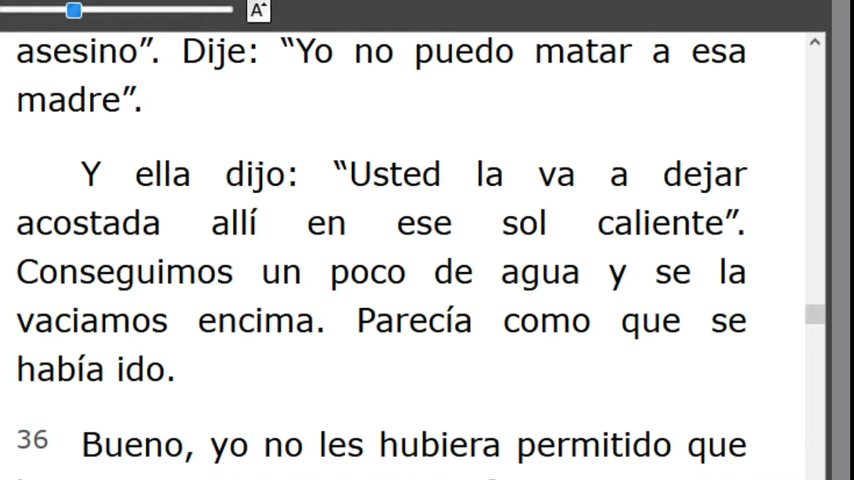 A
asesino”. Dije: “Yo no puedo matar a esa
madre”.
Y ella dijo: “Usted la va a dejar
acostada allí en ese sol caliente”.
Conseguimos un poco de agua y se la
vaciamos encima. Parecía como que se
había ido.
36 Bueno, yo no les hubiera permitido que